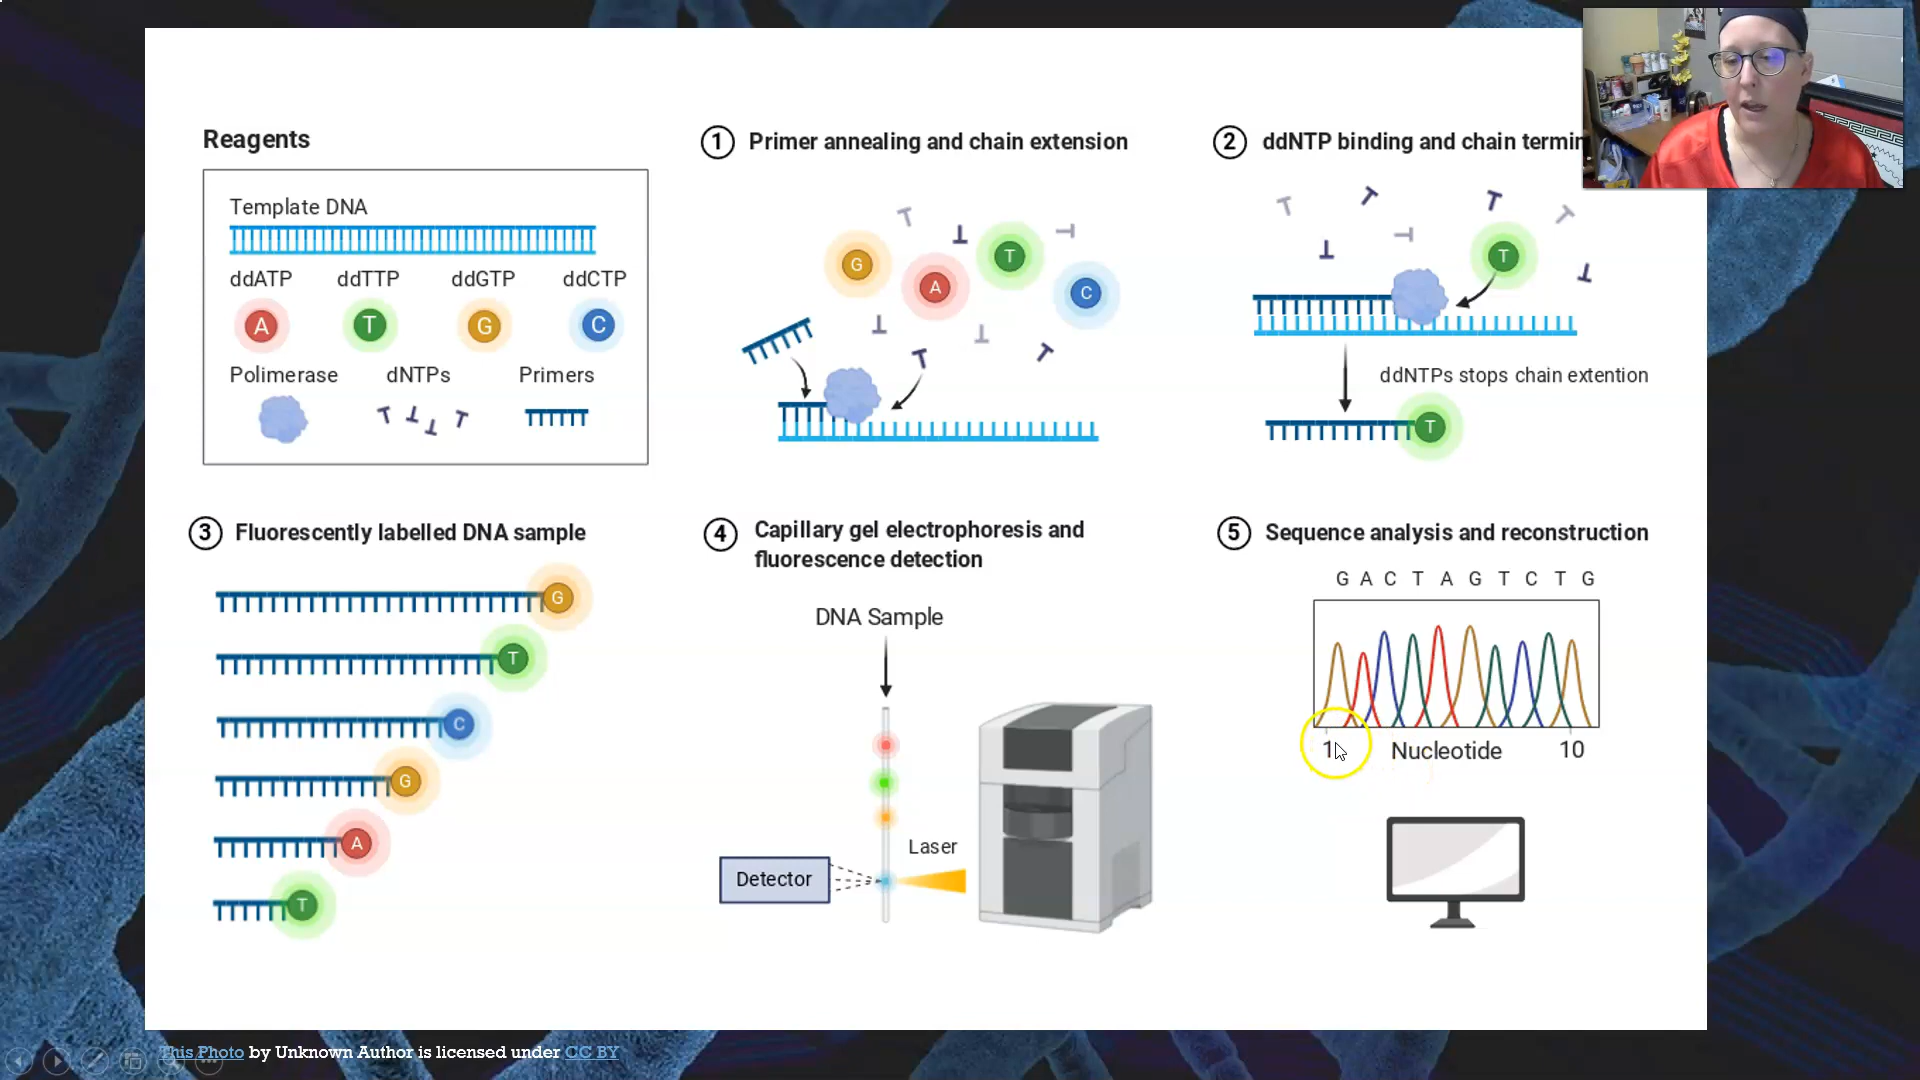 Reagents
Template DNA
ddATP ddTTP ddGTP ddCTP
A T G C
Polimerase dNTPs Primers
1 Primer annealing and chain extension
G A T C
2 ddNTP binding and chain termin
T
ddNTPs stops chain extention
T
3 Fluorescently labelled DNA sample
G
T
C
G
A
T
4 Capillary gel electrophoresis and
fluorescence detection
DNA Sample
Laser
Detector
5 Sequence analysis and reconstruction
G A C T A G T C T G
1 Nucleotide 10
This Photo by Unknown Author is licensed under CC BY